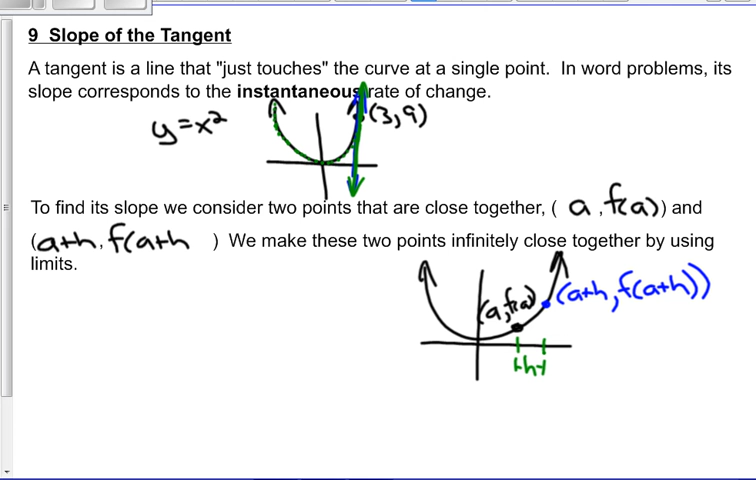 9 Slope of the Tangent
A tangent is a line that "just touches" the curve at a single point. In word problems, its
slope corresponds to the instantaneous rate of change.
y=x²
(3,9)
To find its slope we consider two points that are close together, ( a , f(a)) and
(a+h, f(a+h ) We make these two points infinitely close together by using
limits.
(a, f(a))
(a+h, f(a+h))
h